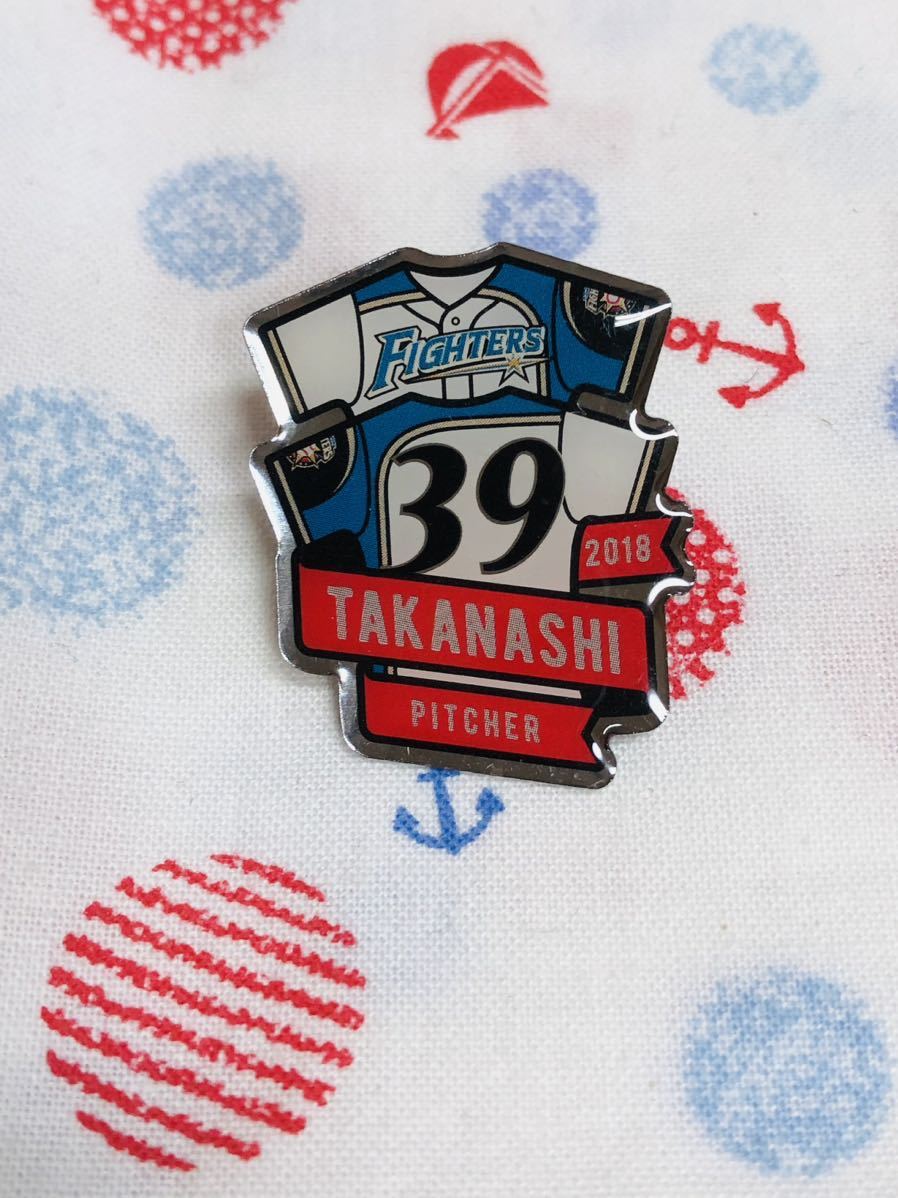 FIGHTERS
39
2018
TAKANASHI
PITCHER